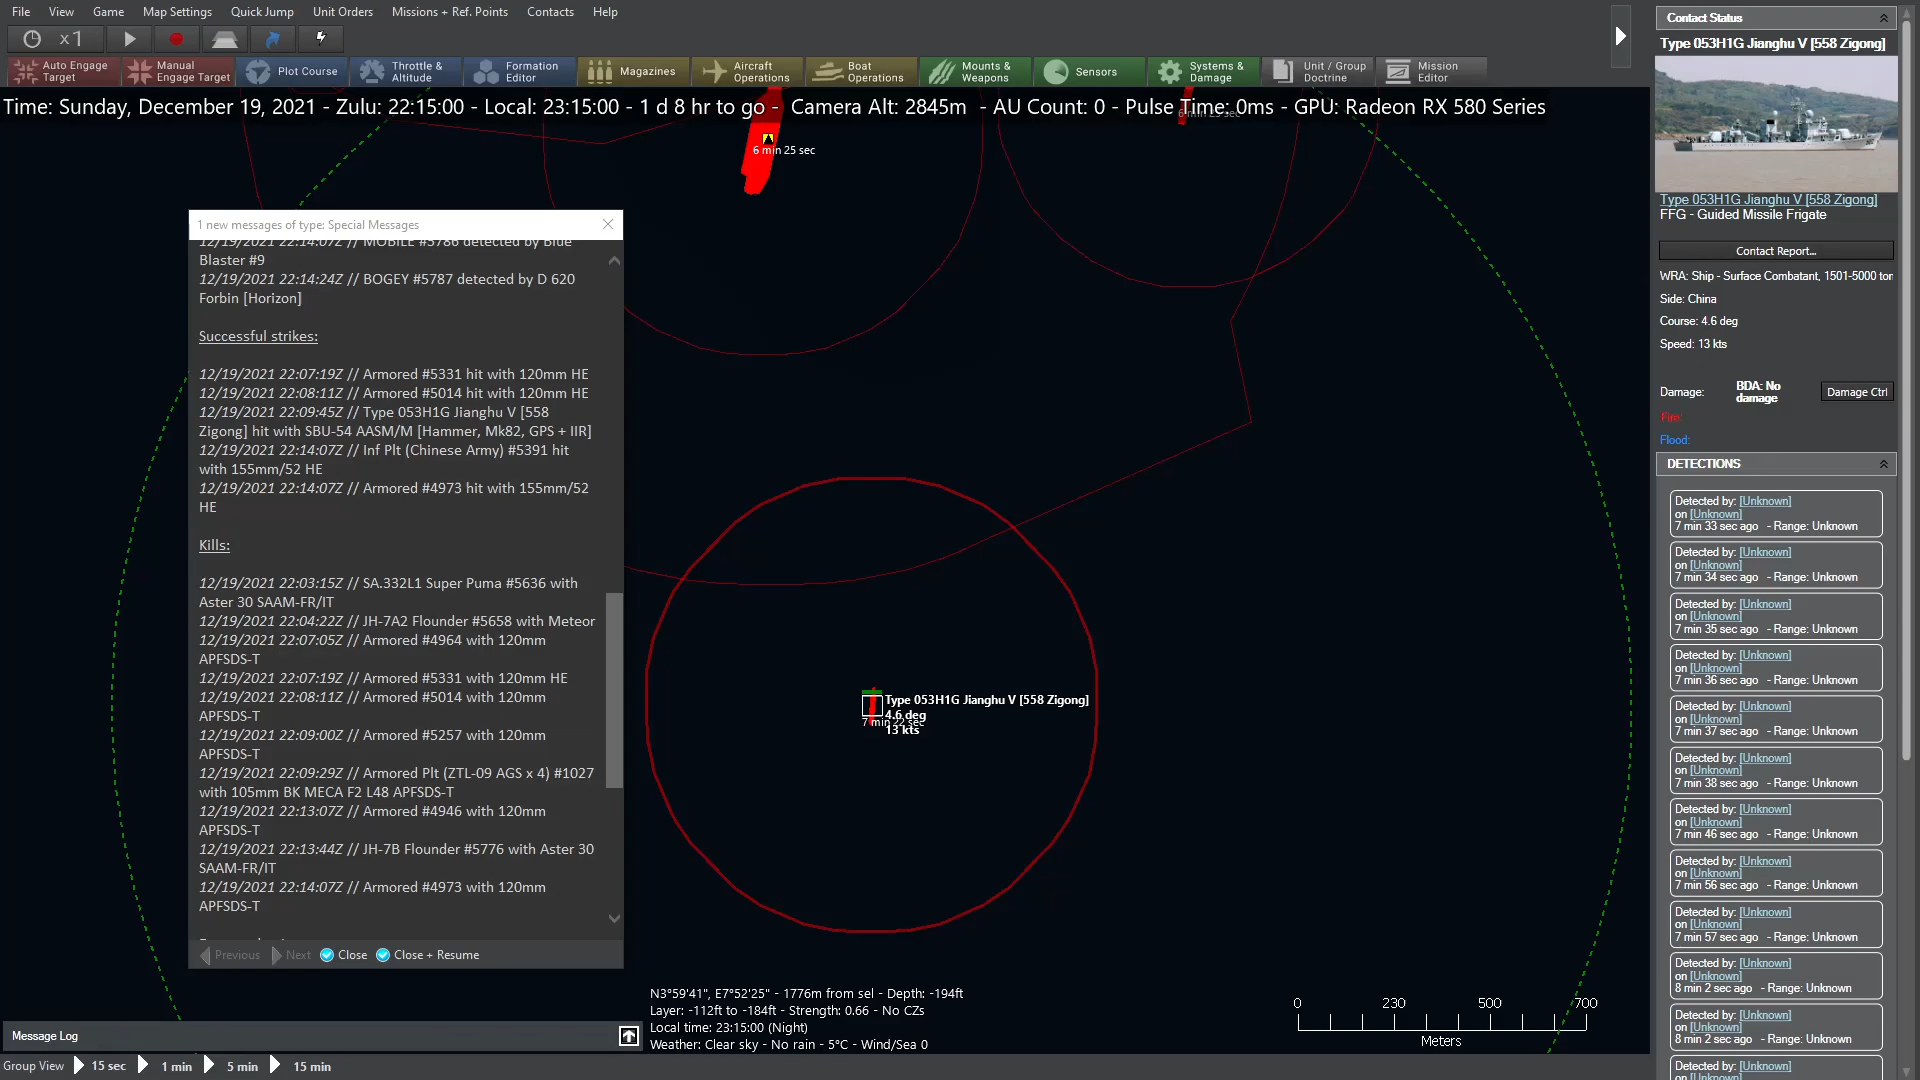 File View Game Map Settings Quick Jump Unit Orders Missions + Ref. Points Contacts Help
x1
Auto Engage Target
Manual Engage Target
Plot Course
Throttle & Altitude
Formation Editor
Magazines
Aircraft Operations
Boat Operations
Mounts & Weapons
Sensors
Systems & Damage
Unit / Group Doctrine
Mission Editor
Time: Sunday, December 19, 2021 - Zulu: 22:15:00 - Local: 23:15:00 - 1 d 8 hr to go - Camera Alt: 2845m - AU Count: 0 - Pulse Time: 0ms - GPU: Radeon RX 580 Series
6 min 25 sec
1 new messages of type: Special Messages
12/19/2021 22:14:07Z // MOBILE #5786 detected by Blue
Blaster #9
12/19/2021 22:14:24Z // BOGEY #5787 detected by D 620
Forbin [Horizon]
Successful strikes:
12/19/2021 22:07:19Z // Armored #5331 hit with 120mm HE
12/19/2021 22:08:11Z // Armored #5014 hit with 120mm HE
12/19/2021 22:09:45Z // Type 053H1G Jianghu V [558
Zigong] hit with SBU-54 AASM/M [Hammer, Mk82, GPS + IIR]
12/19/2021 22:14:07Z // Inf Plt (Chinese Army) #5391 hit
with 155mm/52 HE
12/19/2021 22:14:07Z // Armored #4973 hit with 155mm/52
HE
Kills:
12/19/2021 22:03:15Z // SA.332L1 Super Puma #5636 with
Aster 30 SAAM-FR/IT
12/19/2021 22:04:22Z // JH-7A2 Flounder #5658 with Meteor
12/19/2021 22:07:05Z // Armored #4964 with 120mm
APFSDS-T
12/19/2021 22:07:19Z // Armored #5331 with 120mm HE
12/19/2021 22:08:11Z // Armored #5014 with 120mm
APFSDS-T
12/19/2021 22:09:00Z // Armored #5257 with 120mm
APFSDS-T
12/19/2021 22:09:29Z // Armored Plt (ZTL-09 AGS x 4) #1027
with 105mm BK MECA F2 L48 APFSDS-T
12/19/2021 22:13:07Z // Armored #4946 with 120mm
APFSDS-T
12/19/2021 22:13:44Z // JH-7B Flounder #5776 with Aster 30
SAAM-FR/IT
12/19/2021 22:14:07Z // Armored #4973 with 120mm
APFSDS-T
Previous Next Close Close + Resume
Type 053H1G Jianghu V [558 Zigong]
4.6 deg
7 min 22 sec
13 kts
N3°59'41", E7°52'25" - 1776m from sel - Depth: -194ft
Layer: -112ft to -184ft - Strength: 0.66 - No CZs
Local time: 23:15:00 (Night)
Weather: Clear sky - No rain - 5°C - Wind/Sea 0
0 230 500 700
Meters
Message Log
Group View 15 sec 1 min 5 min 15 min
Contact Status
Type 053H1G Jianghu V [558 Zigong]
Type 053H1G Jianghu V [558 Zigong]
FFG - Guided Missile Frigate
Contact Report...
WRA: Ship - Surface Combatant, 1501-5000 ton
Side: China
Course: 4.6 deg
Speed: 13 kts
Damage: BDA: No damage Damage Ctrl
Fire:
Flood:
DETECTIONS
Detected by: [Unknown]
on [Unknown]
7 min 33 sec ago - Range: Unknown
Detected by: [Unknown]
on [Unknown]
7 min 34 sec ago - Range: Unknown
Detected by: [Unknown]
on [Unknown]
7 min 35 sec ago - Range: Unknown
Detected by: [Unknown]
on [Unknown]
7 min 36 sec ago - Range: Unknown
Detected by: [Unknown]
on [Unknown]
7 min 37 sec ago - Range: Unknown
Detected by: [Unknown]
on [Unknown]
7 min 38 sec ago - Range: Unknown
Detected by: [Unknown]
on [Unknown]
7 min 46 sec ago - Range: Unknown
Detected by: [Unknown]
on [Unknown]
7 min 56 sec ago - Range: Unknown
Detected by: [Unknown]
on [Unknown]
7 min 57 sec ago - Range: Unknown
Detected by: [Unknown]
on [Unknown]
8 min 2 sec ago - Range: Unknown
Detected by: [Unknown]
on [Unknown]
8 min 2 sec ago - Range: Unknown
Detected by: [Unknown]
on [Unknown]